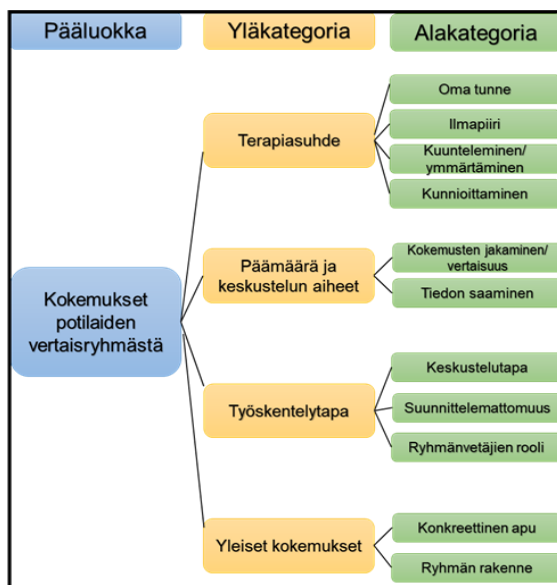 Pääluokka
Yläkategoria
Alakategoria
Kokemukset
potilaiden
vertaisryhmästä
Terapiasuhde
Oma tunne
Ilmapiiri
Kuunteleminen/
ymmärtäminen
Kunnioittaminen
Päämäärä ja
keskustelun aiheet
Kokemusten jakaminen/
vertaisuus
Tiedon saaminen
Työskentelytapa
Keskustelutapa
Suunnittelemattomuus
Ryhmänvetäjien rooli
Yleiset kokemukset
Konkreettinen apu
Ryhmän rakenne